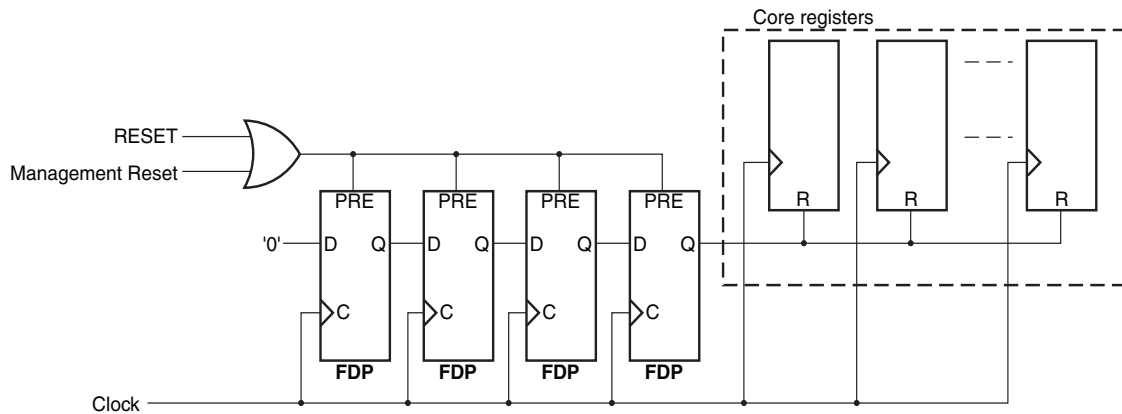 Core registers
RESET
Management Reset
PRE PRE PRE PRE
R R R
'0' D Q D Q D Q D Q
C C C C
FDP FDP FDP FDP
Clock